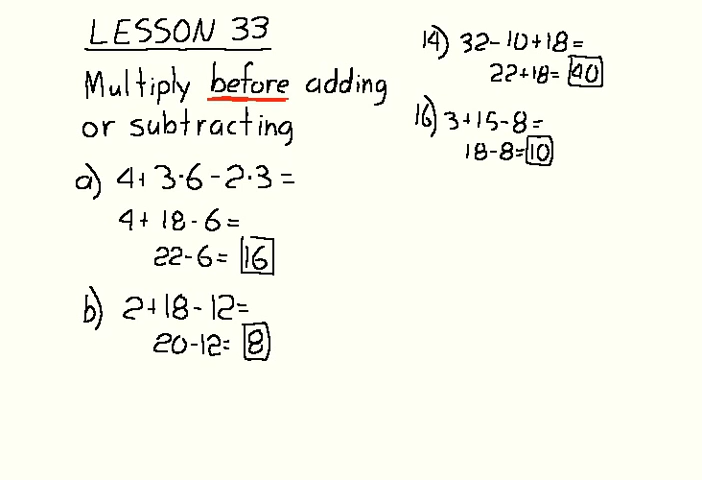 LESSON 33
Multiply before adding
or subtracting
a) 4+3·6-2·3=
4+18-6=
22-6= 16
b) 2+18-12=
20-12= 8
14) 32-10+18=
22+18= 40
16) 3+15-8=
18-8= 10